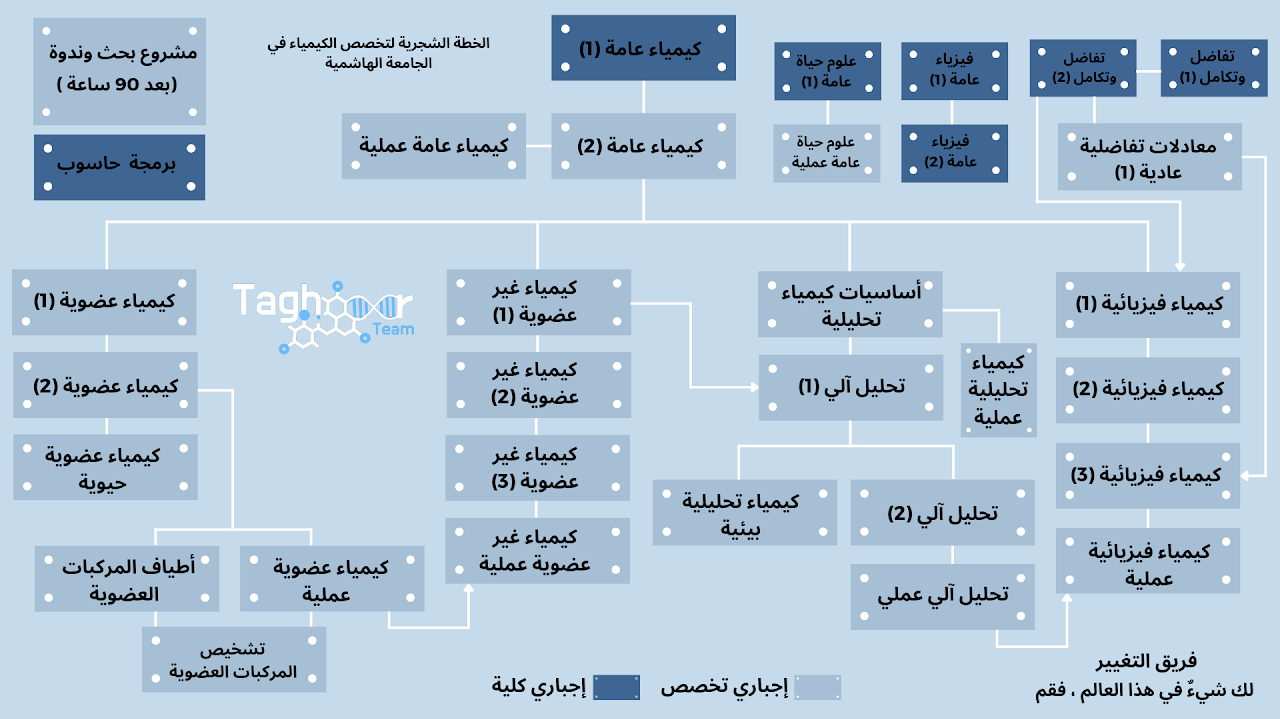 الخطة الشجرية لتخصص الكيمياء في
الجامعة الهاشمية
مشروع بحث وندوة
(بعد 90 ساعة )
برمجة حاسوب
كيمياء عامة (1)
كيمياء عامة (2)
كيمياء عامة عملية
علوم حياة
عامة (1)
علوم حياة
عامة عملية
فيزياء
عامة (1)
فيزياء
عامة (2)
تفاضل
وتكامل (2)
تفاضل
وتكامل (1)
معادلات تفاضلية
عادية (1)
كيمياء فيزيائية (1)
كيمياء فيزيائية (2)
كيمياء فيزيائية (3)
كيمياء فيزيائية
عملية
أساسيات كيمياء
تحليلية
كيمياء
تحليلية
عملية
تحليل آلي (1)
كيمياء تحليلية
بيئية
تحليل آلي (2)
تحليل آلي عملي
كيمياء غير
عضوية (1)
كيمياء غير
عضوية (2)
كيمياء غير
عضوية (3)
كيمياء غير
عضوية عملية
Taghyeer
Team
كيمياء عضوية (1)
كيمياء عضوية (2)
كيمياء عضوية
حيوية
أطياف المركبات
العضوية
كيمياء عضوية
عملية
تشخيص
المركبات العضوية
إجباري تخصص
إجباري كلية
فريق التغيير
لك شيءٌ في هذا العالم ، فقم